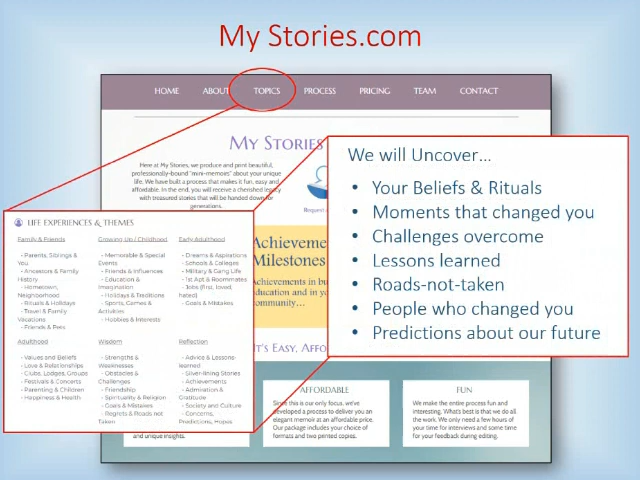 My Stories.com
HOME ABOUT TOPICS PROCESS PRICING TEAM CONTACT
MY STORIES
Here at My Stories, we produce and print beautiful,
professionally-bound "mini-memoirs" about your unique
life. We have built a process that makes it fun, easy and
affordable. In the end, you will receive a cherished legacy
with treasured stories that will be handed down for
generations.
We will Uncover...
• Your Beliefs & Rituals
• Moments that changed you
• Challenges overcome
• Lessons learned
• Roads-not-taken
• People who changed you
• Predictions about our future
LIFE EXPERIENCES & THEMES
Family & Friends
- Parents, Siblings &
You
- Ancestors & Family
History
- Hometown,
Neighborhood
- Rituals & Holidays
- Travel & Family
Vacations
- Friends & Pets
Growing Up / Childhood
- Memorable & Special
Events
- Friends & Influences
- Education &
Imagination
- Holidays & Traditions
- Sports, Games &
Activities
- Hobbies & Interests
Early Adulthood
- Dreams & Aspirations
- Schools & Colleges
- Military & Gang Life
- 1st Apt & Roommates
- Jobs (first, loved,
hated)
- Goals & Mistakes
Adulthood
- Values and Beliefs
- Love & Relationships
- Clubs, Lodges, Groups
- Festivals & Concerts
- Parenting & Children
- Happiness & Health
Wisdom
- Strengths &
Weaknesses
- Obstacles &
Challenges
- Friendship
- Spirituality & Religion
- Goals & Mistakes
- Regrets & Roads not
Taken
Reflection
- Advice & Lessons-
learned
- Silver-lining Stories
- Achievements
- Admiration &
Gratitude
- Society and Culture
- Concerns,
Predictions, Hopes
Achieveme
Milestones
Achievements in bu
education and in yo
community...
IT'S EASY, AFFO
and unique insights.
AFFORDABLE
Since this is our only focus, we've
developed a process to deliver you an
elegant memoir at an affordable price.
Our package includes your choice of
formats and two printed copies.
FUN
We make the entire process fun and
interesting. What's best is that we do all
the work. We only need a few hours of
your time for interviews and some time
for your feedback during editing.